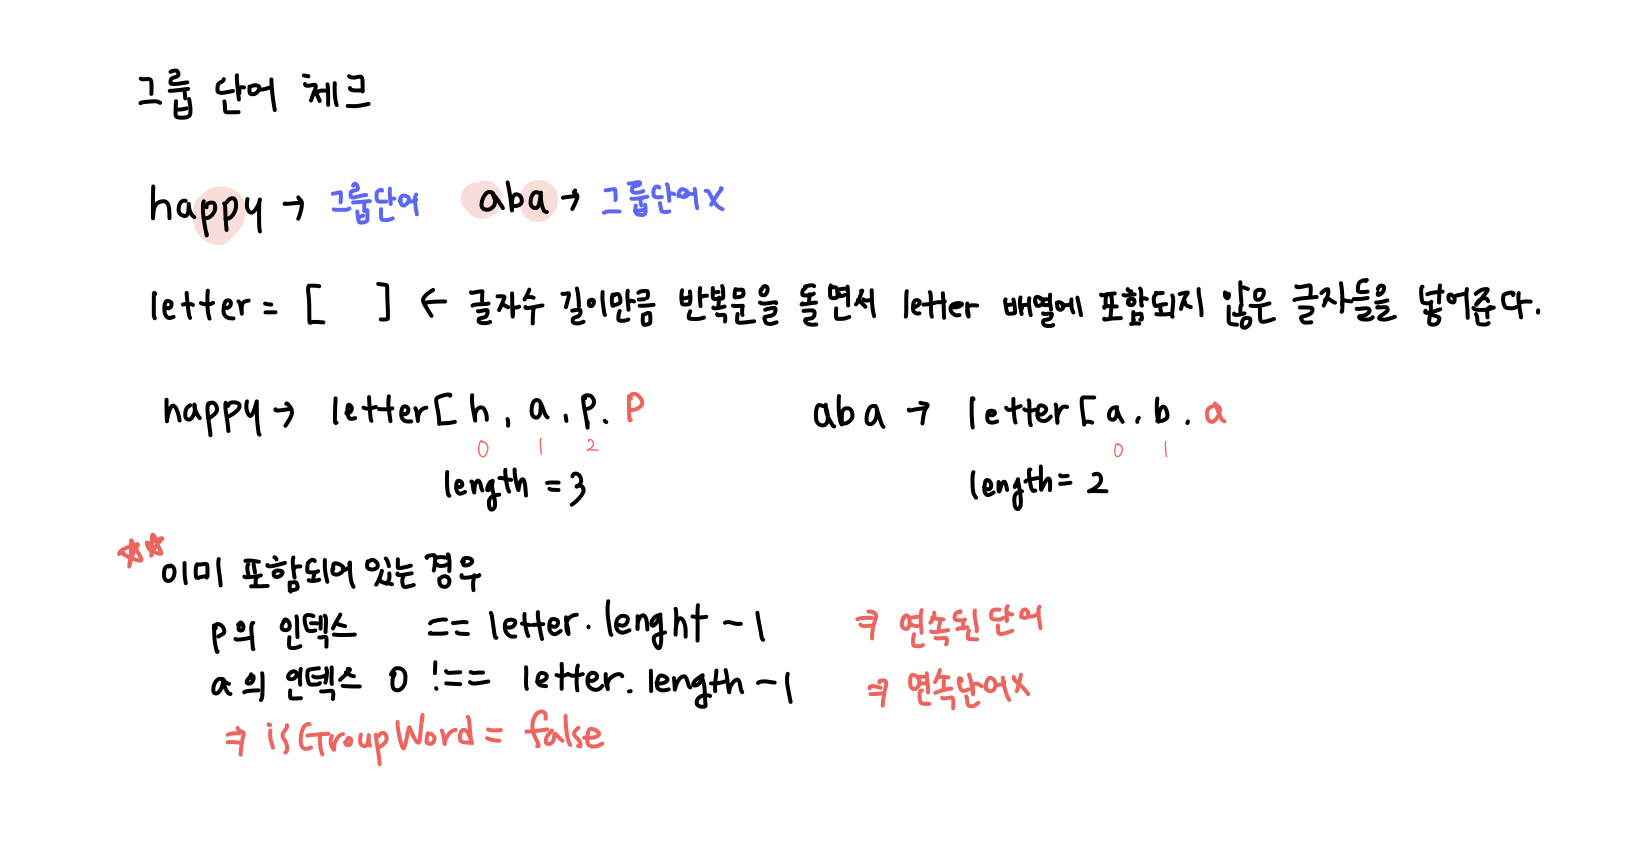 그룹 단어 체크
happy → 그룹단어 aba → 그룹단어 X
letter = [ ] ← 글자수 길이만큼 반복문을 돌면서 letter 배열에 포함되지 않은 글자들을 넣어준다.
happy → letter [ h , a , p . p aba → letter [ a . b . a
0 1 2 0 1
length = 3 length = 2
☆☆ 이미 포함되어 있는 경우
p의 인덱스 == letter . lenght - 1 ⇒ 연속된 단어
a의 인덱스 0 !== letter . length - 1 ⇒ 연속단어 X
⇒ isGroupWord = false